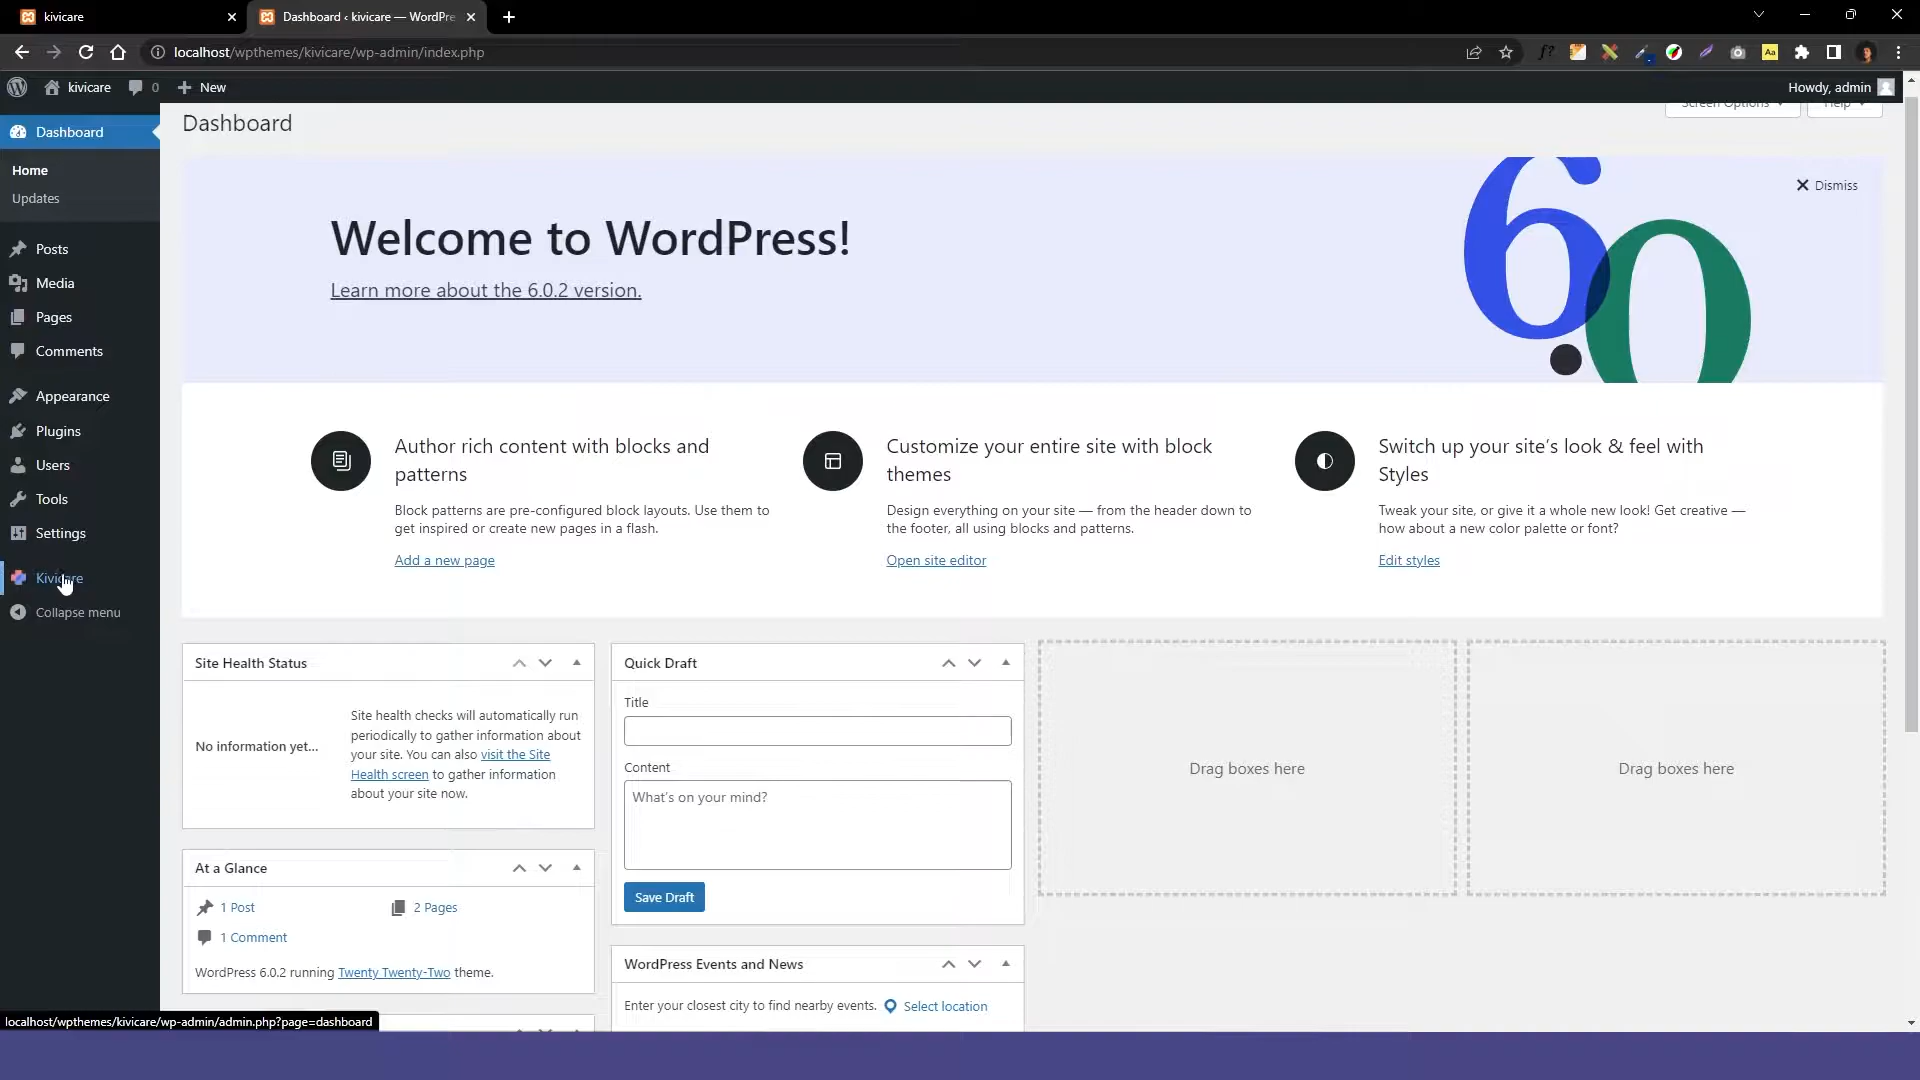 kivicare
Dashboard ‹ kivicare — WordPre
localhost/wpthemes/kivicare/wp-admin/index.php
f?
Aa
kivicare
0
New
Howdy, admin
Dashboard
Screen Options
Help
Dashboard
Home
Updates
Posts
Media
Pages
Comments
Appearance
Plugins
Users
Tools
Settings
Kivicare
Collapse menu
Dismiss
60
Welcome to WordPress!
Learn more about the 6.0.2 version.
Author rich content with blocks and
patterns
Block patterns are pre-configured block layouts. Use them to
get inspired or create new pages in a flash.
Add a new page
Customize your entire site with block
themes
Design everything on your site — from the header down to
the footer, all using blocks and patterns.
Open site editor
Switch up your site's look & feel with
Styles
Tweak your site, or give it a whole new look! Get creative —
how about a new color palette or font?
Edit styles
Site Health Status
No information yet...
Site health checks will automatically run
periodically to gather information about
your site. You can also visit the Site
Health screen to gather information
about your site now.
At a Glance
1 Post
2 Pages
1 Comment
WordPress 6.0.2 running Twenty Twenty-Two theme.
Quick Draft
Title
Content
What's on your mind?
Save Draft
WordPress Events and News
Enter your closest city to find nearby events.
Select location
Drag boxes here
Drag boxes here
localhost/wpthemes/kivicare/wp-admin/admin.php?page=dashboard